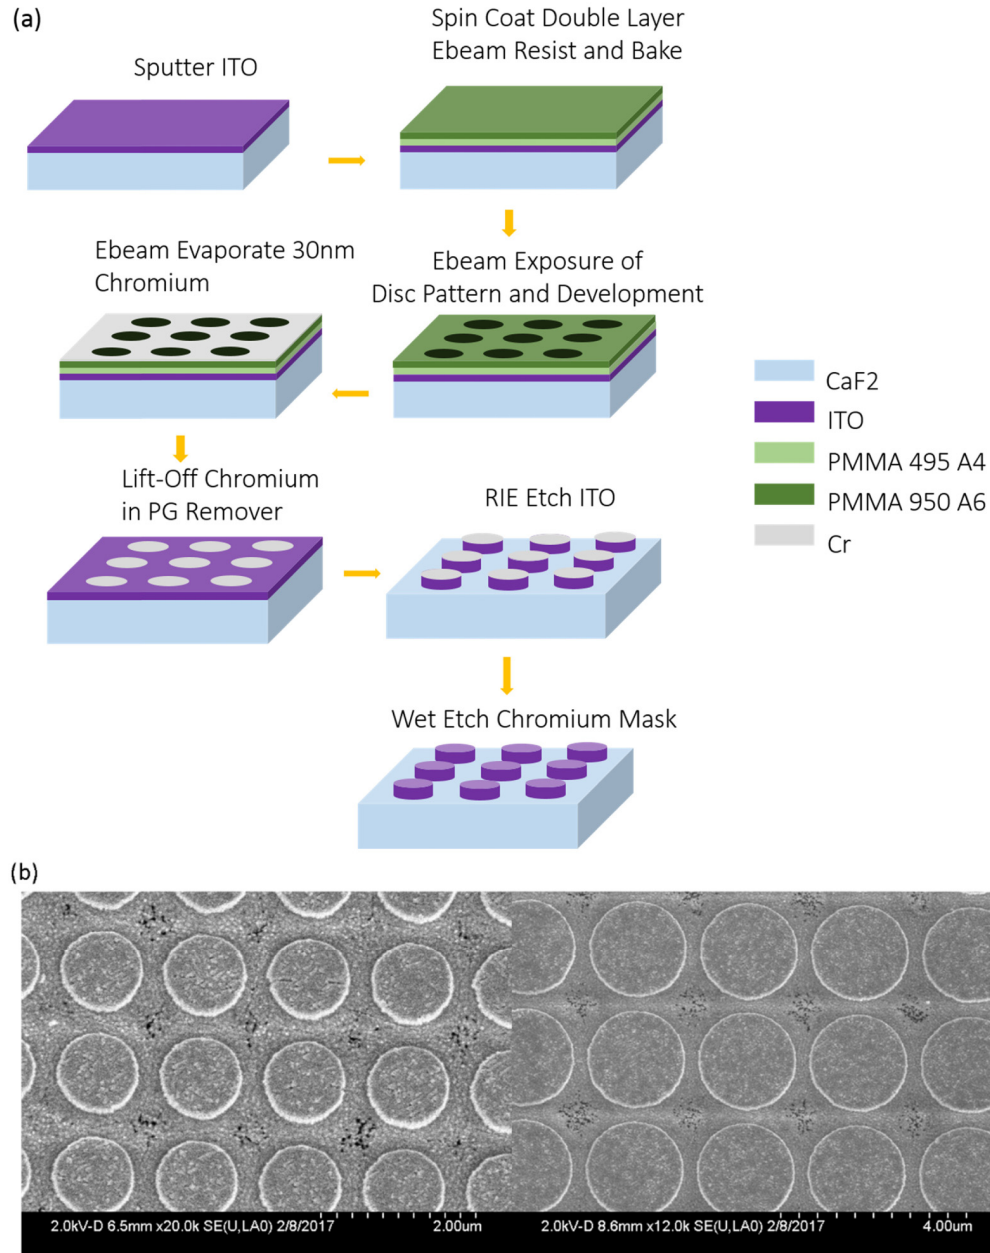 (a)
Sputter ITO
Spin Coat Double Layer
Ebeam Resist and Bake
Ebeam Evaporate 30nm
Chromium
Ebeam Exposure of
Disc Pattern and Development
Lift-Off Chromium
in PG Remover
RIE Etch ITO
Wet Etch Chromium Mask
CaF2
ITO
PMMA 495 A4
PMMA 950 A6
Cr
(b)
2.0kV-D 6.5mm x20.0k SE(U,LA0) 2/8/2017
2.00um
2.0kV-D 8.6mm x12.0k SE(U,LA0) 2/8/2017
4.00um